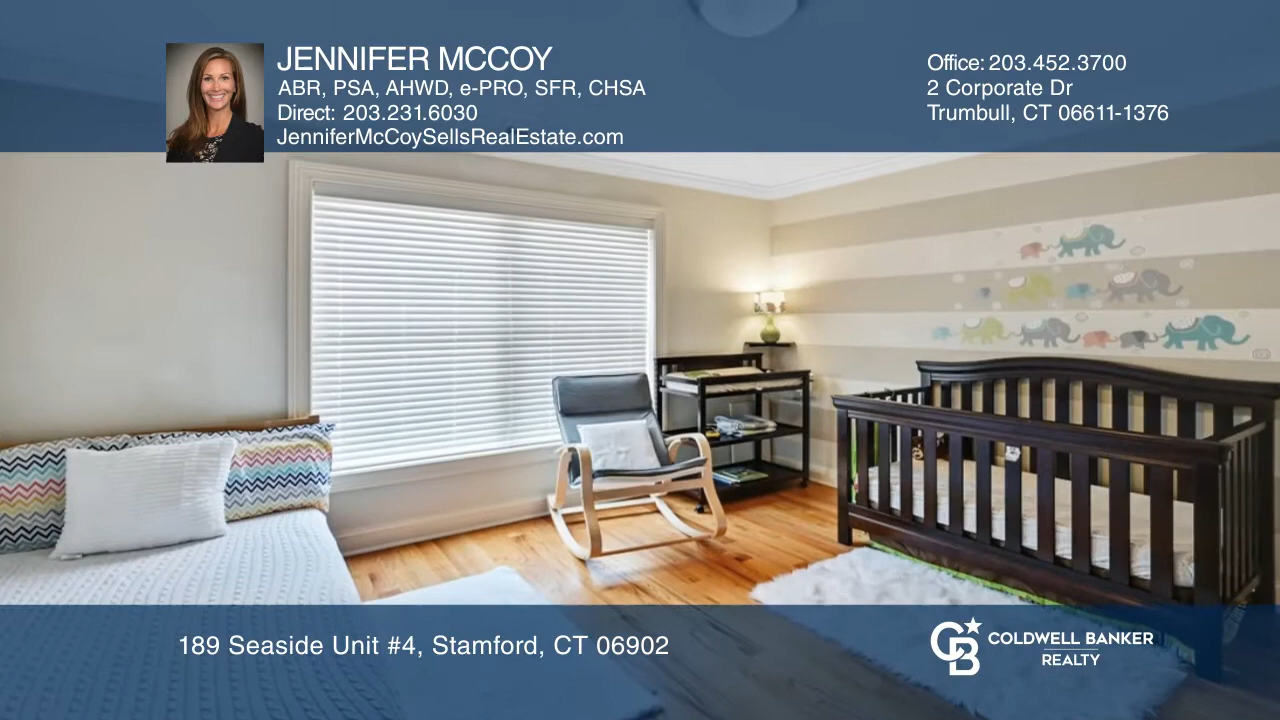 JENNIFER MCCOY
ABR, PSA, AHWD, e-PRO, SFR, CHSA
Direct: 203.231.6030
JenniferMcCoySellsRealEstate.com
Office: 203.452.3700
2 Corporate Dr
Trumbull, CT 06611-1376
189 Seaside Unit #4, Stamford, CT 06902
CB
COLDWELL BANKER
REALTY